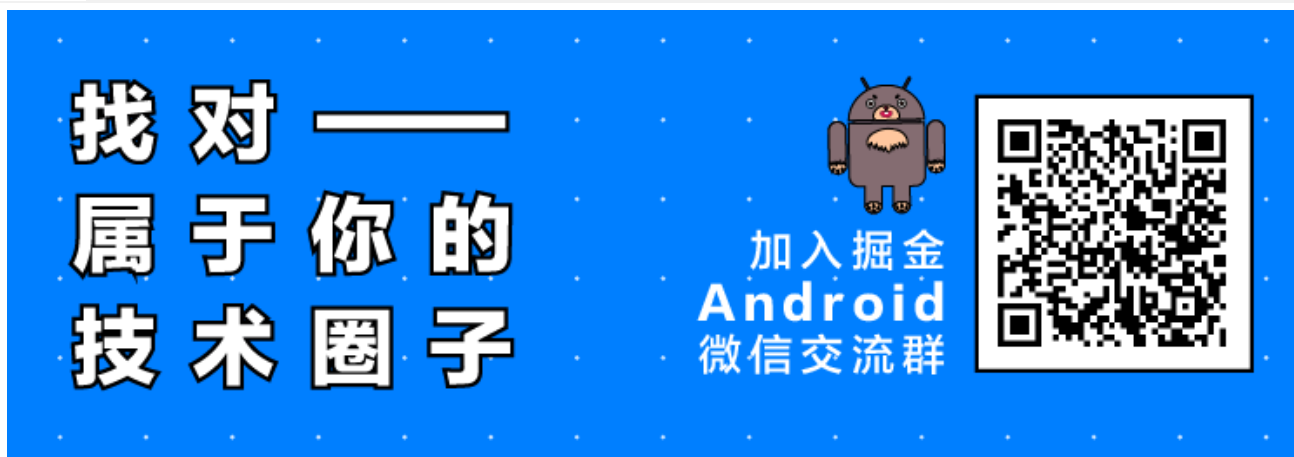 找对——
属于你的
技术圈子
加入掘金
Android
微信交流群